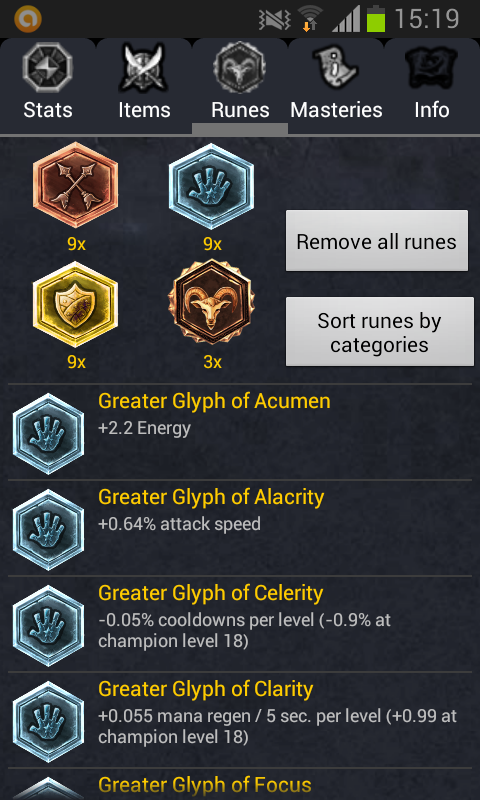 15:19
Stats Items Runes Masteries Info
9x 9x
Remove all runes
9x 3x
Sort runes by
categories
Greater Glyph of Acumen
+2.2 Energy
Greater Glyph of Alacrity
+0.64% attack speed
Greater Glyph of Celerity
-0.05% cooldowns per level (-0.9% at
champion level 18)
Greater Glyph of Clarity
+0.055 mana regen / 5 sec. per level (+0.99 at
champion level 18)
Greater Glyph of Focus